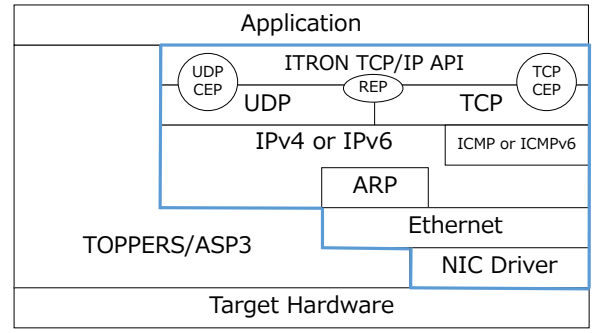 Application
ITRON TCP/IP API
UDP
CEP
REP
TCP
CEP
UDP
TCP
IPv4 or IPv6
ICMP or ICMPv6
ARP
Ethernet
TOPPERS/ASP3
NIC Driver
Target Hardware